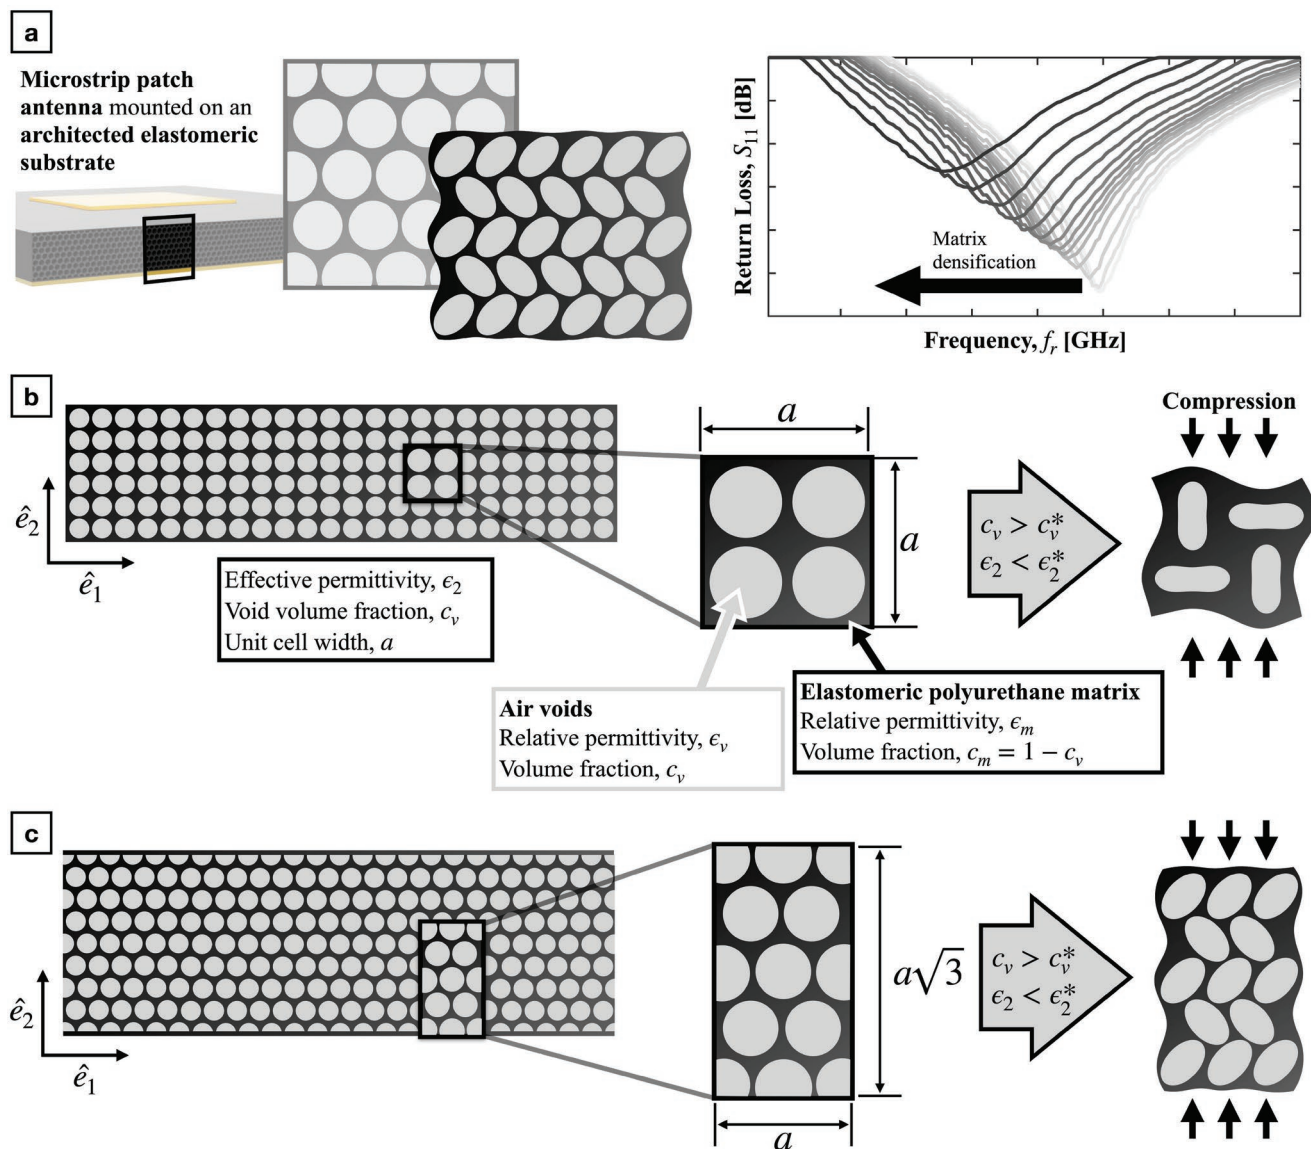 a
Microstrip patch
antenna mounted on an
architected elastomeric
substrate
Return Loss, S₁₁ [dB]
Matrix
densification
Frequency, fᵣ [GHz]
b
ê₂
ê₁
Effective permittivity, ϵ₂
Void volume fraction, cᵥ
Unit cell width, a
a
a
cᵥ > cᵥ*
ϵ₂ < ϵ₂*
Compression
Air voids
Relative permittivity, ϵᵥ
Volume fraction, cᵥ
Elastomeric polyurethane matrix
Relative permittivity, ϵₘ
Volume fraction, cₘ = 1 − cᵥ
c
ê₂
ê₁
a√3
a
cᵥ > cᵥ*
ϵ₂ < ϵ₂*